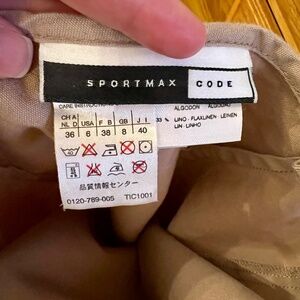 SPORTMAX CODE
CARE INSTRUCTIONS
ALGODON
CH A USA F B GB I
NL D
36 6 38 8 40
33 % LINO
LEINEN
LIN LINHO
品質情報センター
0120-789-005 TIC1001